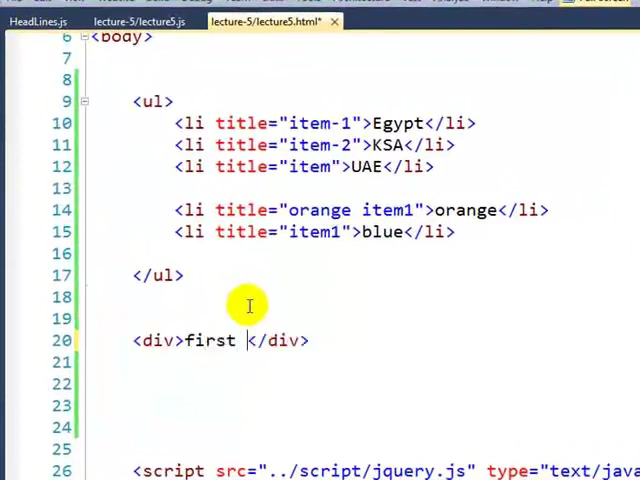 HeadLines.js lecture-5/lecture5.js lecture-5/lecture5.html*
6 <body>
7
8
9 <ul>
10 <li title="item-1">Egypt</li>
11 <li title="item-2">KSA</li>
12 <li title="item">UAE</li>
13
14 <li title="orange item1">orange</li>
15 <li title="item1">blue</li>
16
17 </ul>
18
19
20 <div>first </div>
21
22
23
24
25
26 <script src="../script/jquery.js" type="text/java